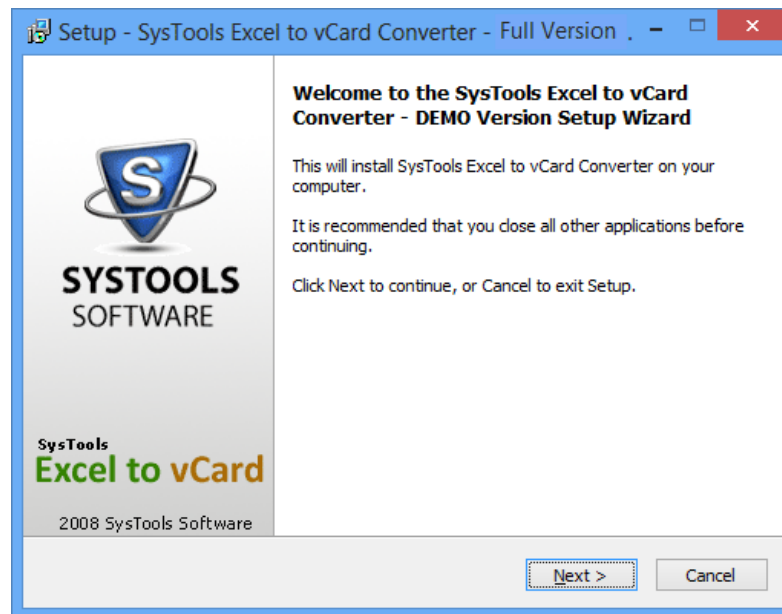 Setup - SysTools Excel to vCard Converter - Full Version .
Welcome to the SysTools Excel to vCard
Converter - DEMO Version Setup Wizard
This will install SysTools Excel to vCard Converter on your
computer.
It is recommended that you close all other applications before
continuing.
Click Next to continue, or Cancel to exit Setup.
S
SYSTOOLS
SOFTWARE
SysTools
Excel to vCard
2008 SysTools Software
Next >
Cancel